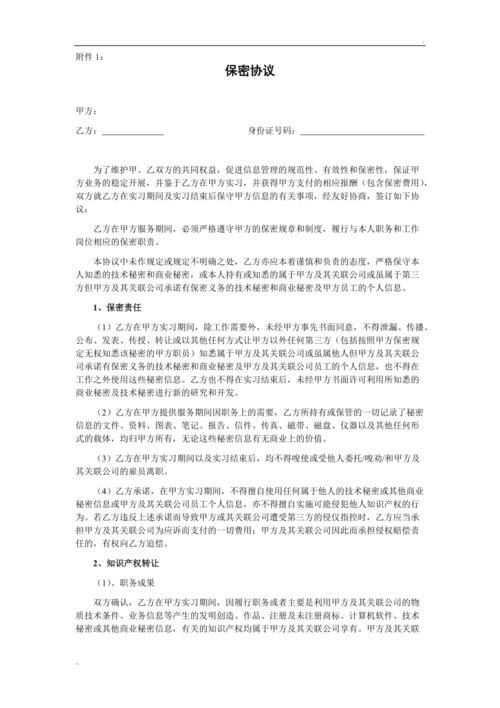 附件 1：
保密协议
甲方：
乙方：
身份证号码：
为了维护甲、乙双方的共同权益，促进信息管理的规范性、有效性和保密性，保证甲
方业务的稳定开展，并鉴于乙方在甲方实习，并获得甲方支付的相应报酬（包含保密费用），
双方就乙方在实习期间及实习结束后保守甲方信息的有关事项，经友好协商，签订如下协
议：
乙方在甲方服务期间，必须严格遵守甲方的保密规章和制度，履行与本人职务和工作
岗位相应的保密职责。
本协议中未作规定或规定不明确之处，乙方亦应本着谨慎和负责的态度，严格保守本
人知悉的技术秘密和商业秘密，或本人持有或知悉的属于甲方及其关联公司或虽属于第三
方但甲方及其关联公司承诺有保密义务的技术秘密和商业秘密及甲方员工的个人信息。
1、保密责任
（1）乙方在甲方实习期间，除工作需要外，未经甲方事先书面同意，不得泄漏、传播、
公布、发表、传授、转让或以其他任何方式让甲方以外任何第三方（包括按照甲方保密规
定无权知悉该秘密的甲方职员）知悉属于甲方及其关联公司或虽属他人但甲方及其关联公
司承诺有保密义务的技术秘密和商业秘密及甲方及其关联公司员工的个人信息，也不得在
工作之外使用这些秘密信息。乙方也不得在实习结束后，未经甲方书面许可利用所知悉的
商业秘密及技术秘密进行新的研究和开发。
（2）乙方在甲方提供服务期间因职务上的需要，乙方所持有或保管的一切记录了秘密
信息的文件、资料、图表、笔记、报告、信件、传真、磁带、磁盘、仪器以及其他任何形
式的载体，均归甲方所有，无论这些秘密信息有无商业上的价值。
（3）乙方在甲方实习期间以及实习结束后，均不得唆使或受他人委托/唆动/和甲方及
其关联公司的雇员离职。
（4）乙方承诺，在甲方实习期间，不得擅自使用任何属于他人的技术秘密或其他商业
秘密信息或甲方及其关联公司员工个人信息，亦不得擅自实施可能侵犯他人知识产权的行
为。若乙方违反上述承诺而导致甲方或其关联公司遭受第三方的侵仅指控时，乙方应当承
担甲方及其关联公司为应诉而支付的一切费用；甲方及其关联公司因此而承担侵权赔偿责
任的，有权向乙方追偿。
2、知识产权转让
（1）、职务成果
双方确认，乙方在甲方实习期间，因履行职务或者主要是利用甲方及其关联公司的物
质技术条件、业务信息等产生的发明创造、作品、注册及未注册商标、计算机软件、技术
秘密或其他商业秘密信息，有关的知识产权均属于甲方及其关联公司享有。甲方及其关联